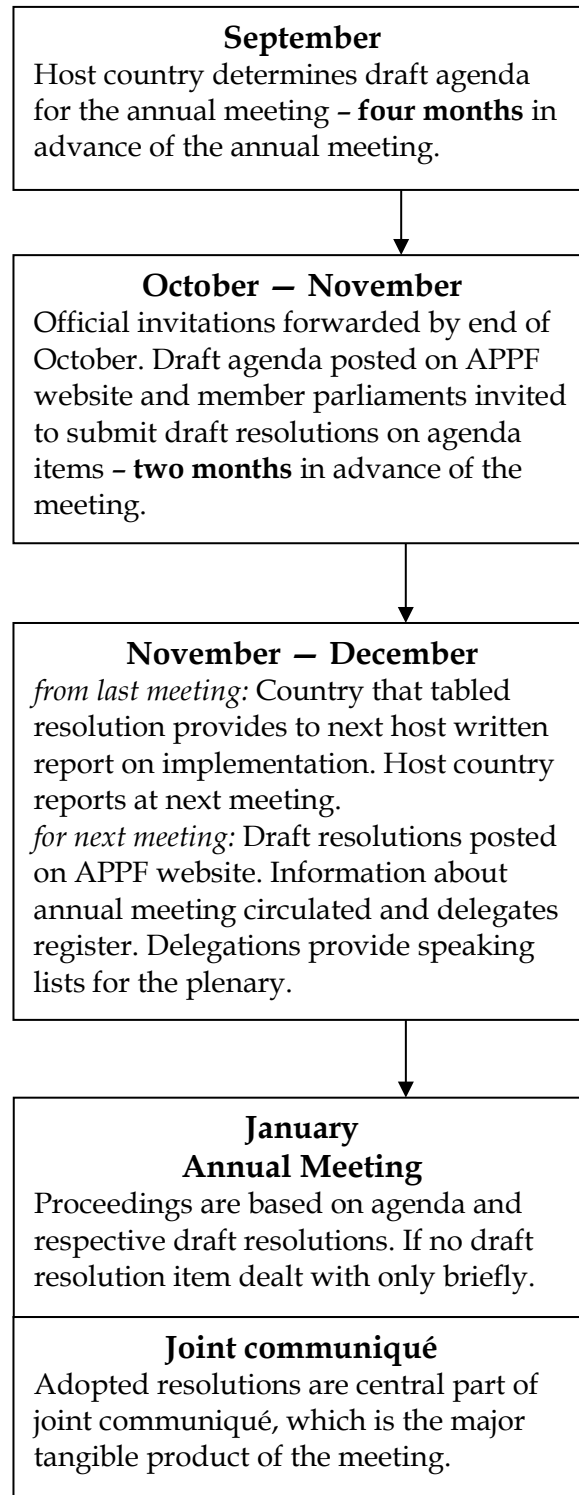 September
Host country determines draft agenda
for the annual meeting – four months in
advance of the annual meeting.
October — November
Official invitations forwarded by end of
October. Draft agenda posted on APPF
website and member parliaments invited
to submit draft resolutions on agenda
items – two months in advance of the
meeting.
November — December
from last meeting: Country that tabled
resolution provides to next host written
report on implementation. Host country
reports at next meeting.
for next meeting: Draft resolutions posted
on APPF website. Information about
annual meeting circulated and delegates
register. Delegations provide speaking
lists for the plenary.
January
Annual Meeting
Proceedings are based on agenda and
respective draft resolutions. If no draft
resolution item dealt with only briefly.
Joint communiqué
Adopted resolutions are central part of
joint communiqué, which is the major
tangible product of the meeting.